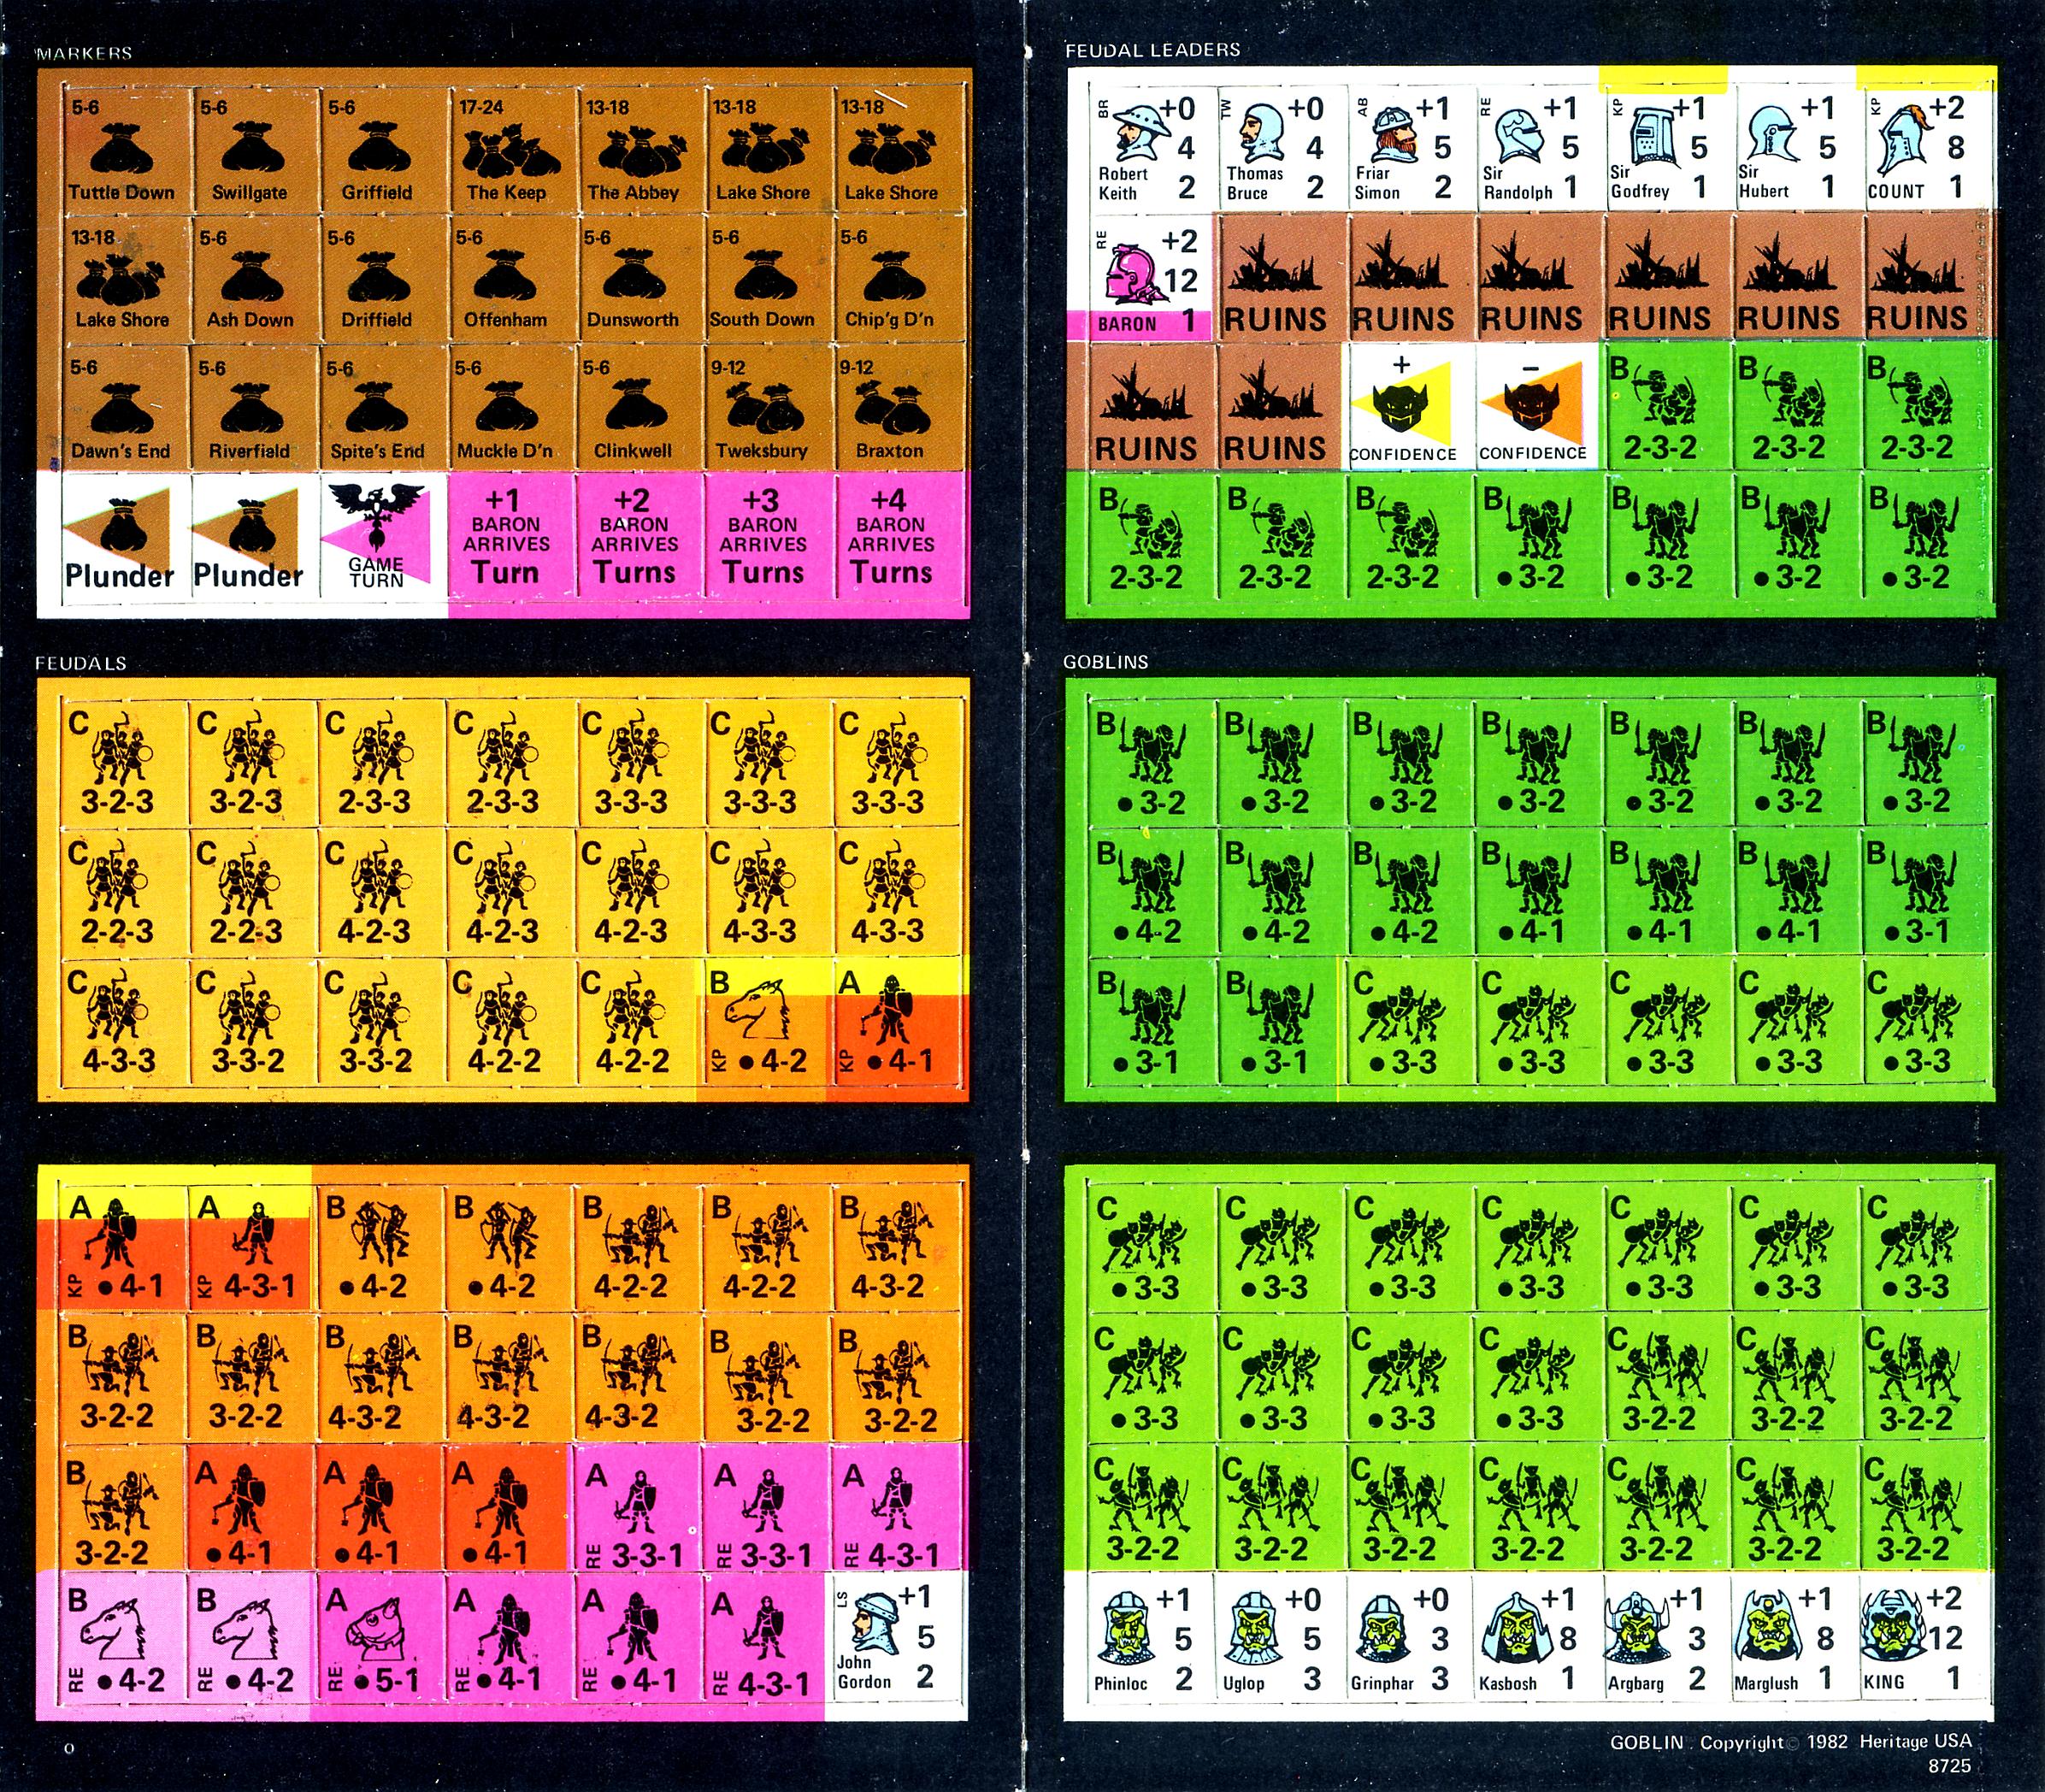 MARKERS
5-6 5-6 5-6 17-24 13-18 13-18 13-18
Tuttle Down Swillgate Griffield The Keep The Abbey Lake Shore Lake Shore
13-18 5-6 5-6 5-6 5-6 5-6 5-6
Lake Shore Ash Down Driffield Offenham Dunsworth South Down Chip'g D'n
5-6 5-6 5-6 5-6 5-6 9-12 9-12
Dawn's End Riverfield Spite's End Muckle D'n Clinkwell Tweksbury Braxton
+1 +2 +3 +4
BARON BARON BARON BARON
ARRIVES ARRIVES ARRIVES ARRIVES
Plunder Plunder GAME TURN Turn Turns Turns Turns
FEUDAL LEADERS
BR +0 TW +0 AB +1 RE +1 KP +1 +1 KP +2
4 4 5 5 5 5 8
Robert Thomas Friar Sir Sir Sir
Keith 2 Bruce 2 Simon 2 Randolph 1 Godfrey 1 Hubert 1 COUNT 1
RE +2
12
BARON 1 RUINS RUINS RUINS RUINS RUINS RUINS
+ - B B B
RUINS RUINS CONFIDENCE CONFIDENCE 2-3-2 2-3-2 2-3-2
B B B B B B B
2-3-2 2-3-2 2-3-2 ●3-2 ●3-2 ●3-2 ●3-2
FEUDALS
C C C C C C C
3-2-3 3-2-3 2-3-3 2-3-3 3-3-3 3-3-3 3-3-3
C C C C C C C
2-2-3 2-2-3 4-2-3 4-2-3 4-2-3 4-3-3 4-3-3
C C C C C B A
4-3-3 3-3-2 3-3-2 4-2-2 4-2-2 KP ●4-2 KP ●4-1
GOBLINS
B B B B B B B
●3-2 ●3-2 ●3-2 ●3-2 ●3-2 ●3-2 ●3-2
B B B B B B B
●4-2 ●4-2 ●4-2 ●4-1 ●4-1 ●4-1 ●3-1
B B C C C C C
●3-1 ●3-1 ●3-3 ●3-3 ●3-3 ●3-3 ●3-3
A A B B B B B
KP ●4-1 KP 4-3-1 ●4-2 ●4-2 4-2-2 4-2-2 4-3-2
B B B B B B B
3-2-2 3-2-2 4-3-2 4-3-2 4-3-2 3-2-2 3-2-2
B A A A A A A
3-2-2 ●4-1 ●4-1 ●4-1 RE 3-3-1 RE 3-3-1 RE 4-3-1
B B A A A A LS +1
5
John
RE ●4-2 RE ●4-2 RE ●5-1 RE ●4-1 RE ●4-1 RE 4-3-1 Gordon 2
C C C C C C C
●3-3 ●3-3 ●3-3 ●3-3 ●3-3 ●3-3 ●3-3
C C C C C C C
●3-3 ●3-3 ●3-3 ●3-3 3-2-2 3-2-2 3-2-2
C C C C C C C
3-2-2 3-2-2 3-2-2 3-2-2 3-2-2 3-2-2 3-2-2
+1 +0 +0 +1 +1 +1 +2
5 5 3 8 3 8 12
Phinloc 2 Uglop 3 Grinphar 3 Kasbosh 1 Argbarg 2 Marglush 1 KING 1
O
GOBLIN Copyright© 1982 Heritage USA
8725